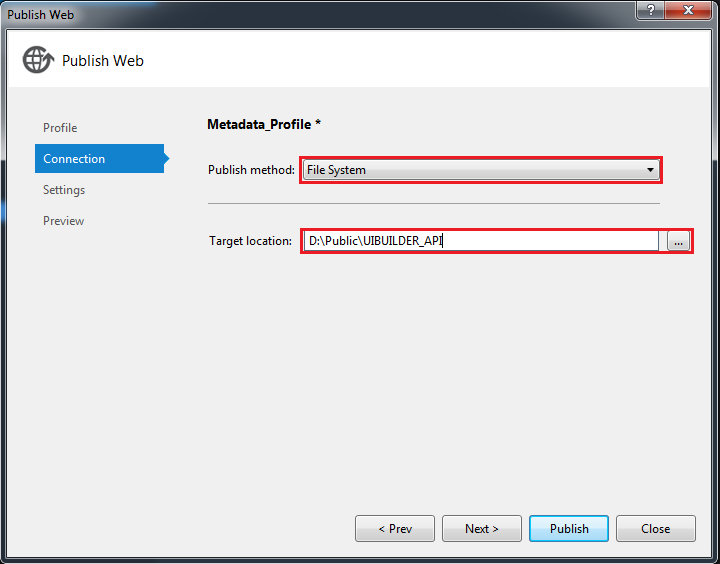 Publish Web
?
Publish Web
Profile
Connection
Settings
Preview
Metadata_Profile *
Publish method: File System
Target location: D:\Public\UIBUILDER_API ...
< Prev Next > Publish Close